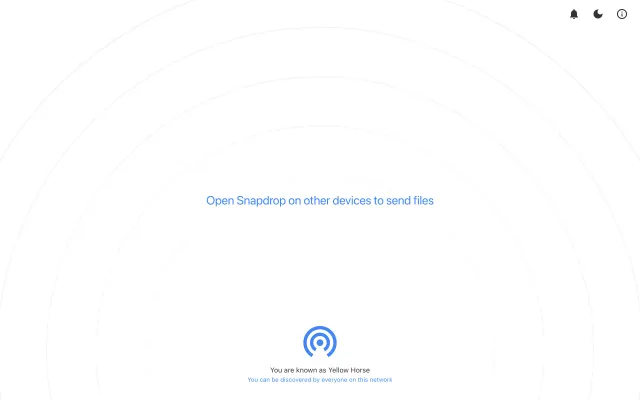 Open Snapdrop on other devices to send files
You are known as Yellow Horse
You can be discovered by everyone on this network